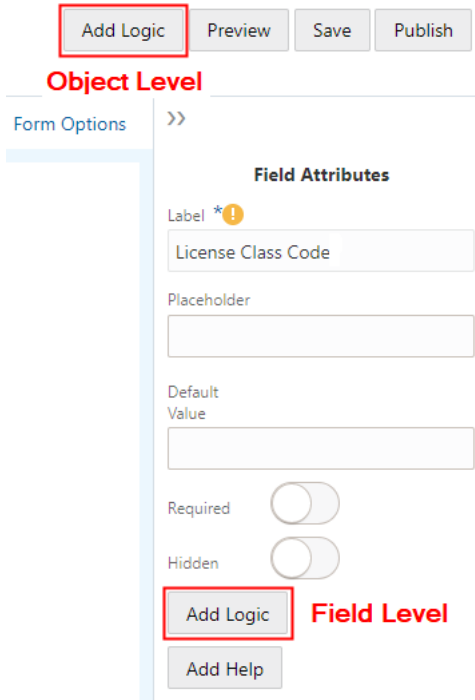 Add Logic Preview Save Publish
Object Level
Form Options »
Field Attributes
Label *!
License Class Code
Placeholder
Default
Value
Required
Hidden
Add Logic Field Level
Add Help